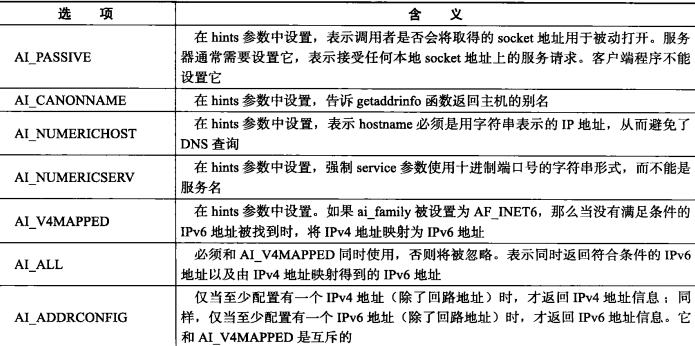 选 项 含 义
AI_PASSIVE
在 hints 参数中设置，表示调用者是否会将取得的 socket 地址用于被动打开。服务
器通常需要设置它，表示接受任何本地 socket 地址上的服务请求。客户端程序不能
设置它
AI_CANONNAME
在 hints 参数中设置，告诉 getaddrinfo 函数返回主机的别名
AI_NUMERICHOST
在 hints 参数中设置，表示 hostname 必须是用字符串表示的 IP 地址，从而避免了
DNS 查询
AI_NUMERICSERV
在 hints 参数中设置，强制 service 参数使用十进制端口号的字符串形式，而不能是
服务名
AI_V4MAPPED
在 hints 参数中设置。如果 ai_family 被设置为 AF_INET6，那么当没有满足条件的
IPv6 地址被找到时，将 IPv4 地址映射为 IPv6 地址
AI_ALL
必须和 AI_V4MAPPED 同时使用，否则将被忽略。表示同时返回符合条件的 IPv6
地址以及由 IPv4 地址映射得到的 IPv6 地址
AI_ADDRCONFIG
仅当至少配置有一个 IPv4 地址（除了回路地址）时，才返回 IPv4 地址信息；同
样，仅当至少配置有一个 IPv6 地址（除了回路地址）时，才返回 IPv6 地址信息。它
和 AI_V4MAPPED 是互斥的